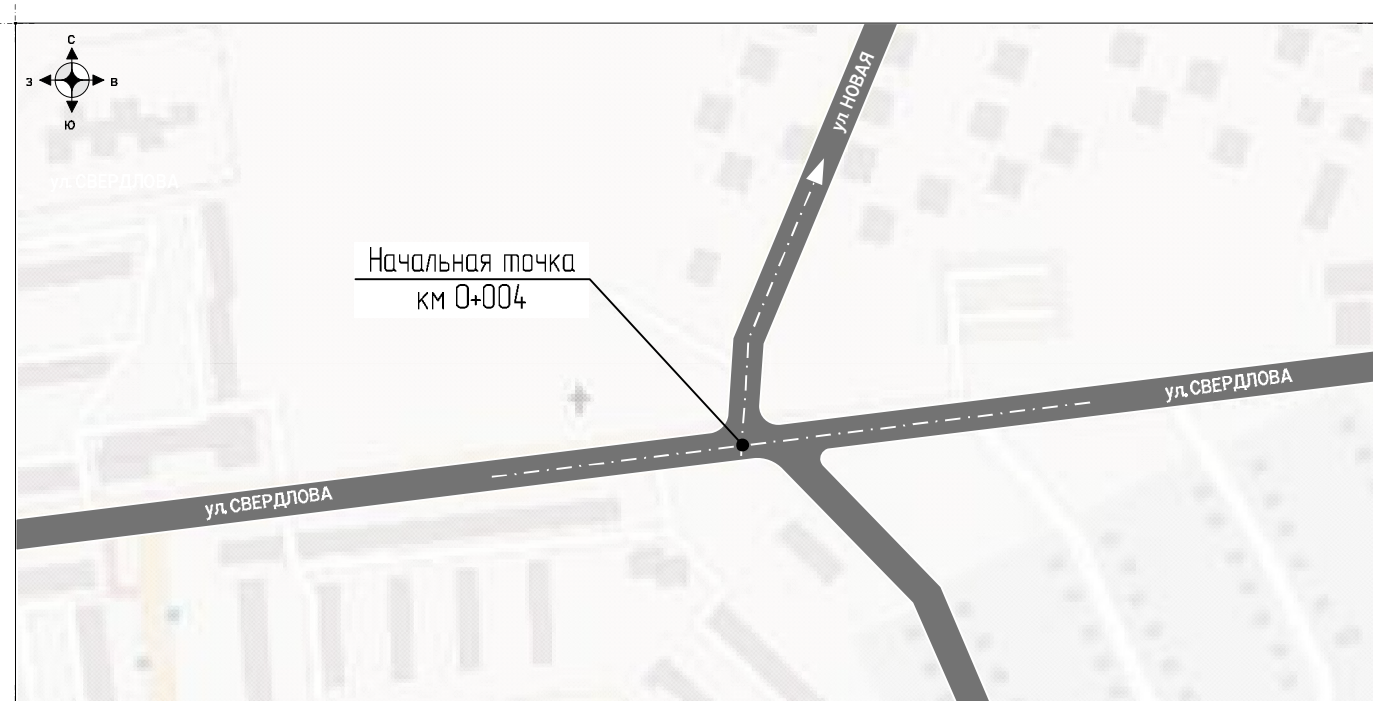 С
З
В
Ю
ул. НОВАЯ
ул. СВЕРДЛОВА
Начальная точка
км 0+004
ул. СВЕРДЛОВА
ул. СВЕРДЛОВА